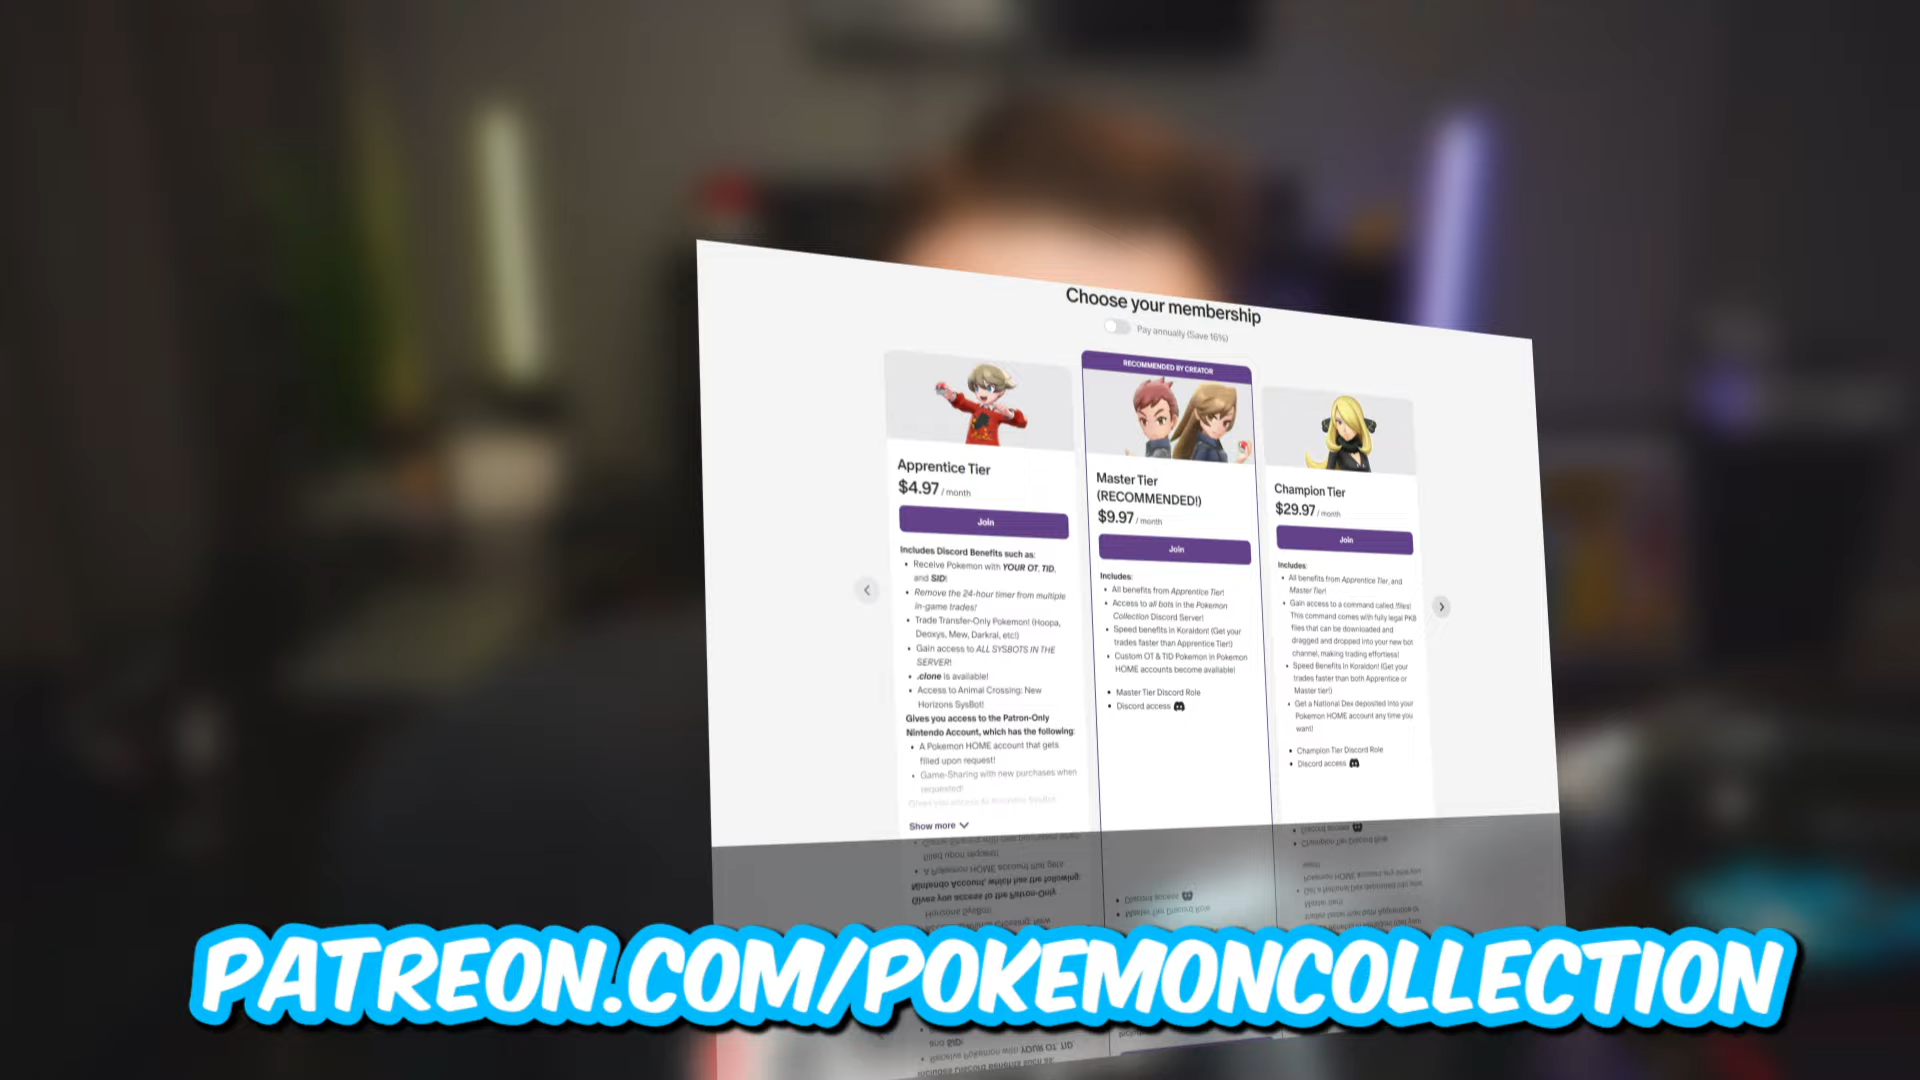 Choose your membership
Pay annually (Save 16%)
Apprentice Tier
$4.97 / month
Join
Includes Discord Benefits such as:
• Receive Pokemon with YOUR OT, TID,
and SID!
• Remove the 24-hour timer from multiple
in-game trades!
• Trade Transfer-Only Pokemon! (Hoopa,
Deoxys, Mew, Darkrai, etc!)
• Gain access to ALL SYSBOTS IN THE
SERVER!
• .clone is available!
• Access to Animal Crossing: New
Horizons SysBot!
Gives you access to the Patron-Only
Nintendo Account, which has the following:
• A Pokemon HOME account that gets
filled upon request!
• Game-Sharing with new purchases when
requested!
Show more
RECOMMENDED BY CREATOR
Master Tier
(RECOMMENDED!)
$9.97 / month
Join
Includes:
• All benefits from Apprentice Tier!
• Access to all bots in the Pokemon
Collection Discord Server!
• Speed benefits in Koraidon! (Get your
trades faster than Apprentice Tier!)
• Custom OT & TID Pokemon in Pokemon
HOME accounts become available!
• Master Tier Discord Role
• Discord access
Champion Tier
$29.97 / month
Join
Includes:
• All benefits from Apprentice Tier, and
Master Tier!
• Gain access to a command called !files!
This command comes with fully legal PK8
files that can be downloaded and
dragged and dropped into your new bot
channel, making trading effortless!
• Speed Benefits in Koraidon! (Get your
trades faster than both Apprentice or
Master tier!)
• Get a National Dex deposited into your
Pokemon HOME account any time you
want!
• Champion Tier Discord Role
• Discord access
PATREON.COM/POKEMONCOLLECTION